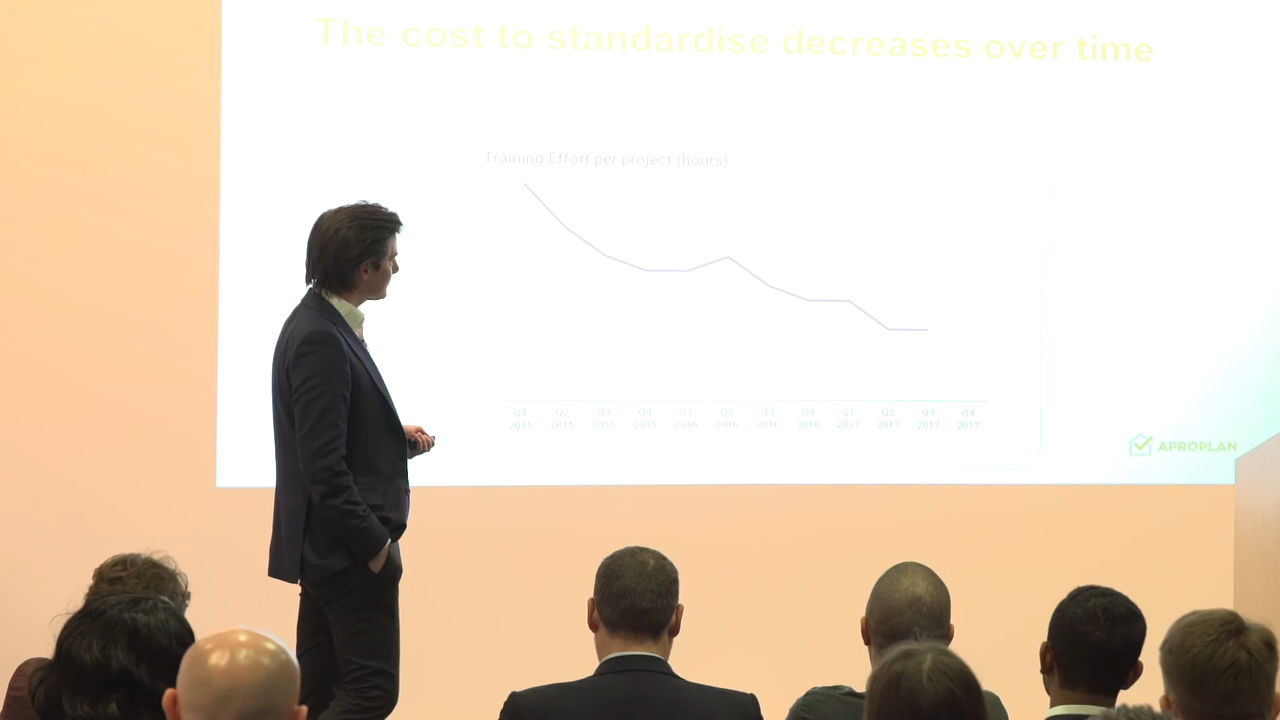 The cost to standardise decreases over time
Training Effort per project (hours)
Q1 Q2 Q3 Q4 Q1 Q2 Q3 Q4 Q1 Q2 Q3 Q4
2015 2015 2015 2015 2016 2016 2016 2016 2017 2017 2017 2017
APROPLAN